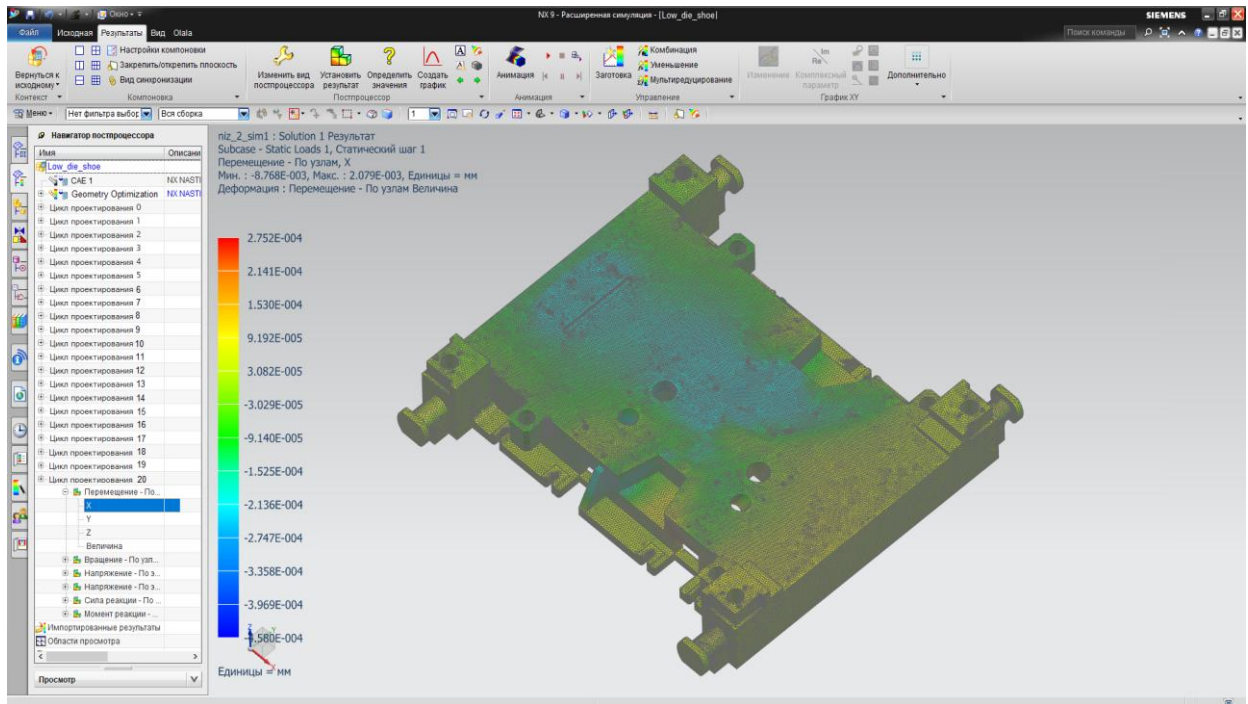 Окно
NX 9 - Расширенная симуляция - [Low_die_shoe]
SIEMENS
Файл Исходная Результаты Вид Olala
Поиск команды
Вернуться к исходному
Контекст
Настройки компоновки
Закрепить/открепить плоскость
Вид синхронизации
Компоновка
Изменить вид постпроцессора
Установить результат
Определить значения
Создать график
Постпроцессор
Анимация
Анимация
Заготовка
Комбинация
Уменьшение
Мультиредуцирование
Управление
Изменение
Im
Re
Комплексный параметр
График XY
Дополнительно
Меню
Нет фильтра выбор
Вся сборка
1
Навигатор постпроцессора
Имя Описани
Low_die_shoe
CAE 1 NX NASTI
Geometry Optimization NX NASTI
Цикл проектирования 0
Цикл проектирования 1
Цикл проектирования 2
Цикл проектирования 3
Цикл проектирования 4
Цикл проектирования 5
Цикл проектирования 6
Цикл проектирования 7
Цикл проектирования 8
Цикл проектирования 9
Цикл проектирования 10
Цикл проектирования 11
Цикл проектирования 12
Цикл проектирования 13
Цикл проектирования 14
Цикл проектирования 15
Цикл проектирования 16
Цикл проектирования 17
Цикл проектирования 18
Цикл проектирования 19
Цикл проектирования 20
Перемещение - По...
X
Y
Z
Величина
Вращение - По узл...
Напряжение - По э...
Напряжение - По э...
Сила реакции - По ...
Момент реакции - ...
Импортированные результаты
Области просмотра
Просмотр
niz_2_sim1 : Solution 1 Результат
Subcase - Static Loads 1, Статический шаг 1
Перемещение - По узлам, X
Мин. : -8.768E-003, Макс. : 2.079E-003, Единицы = мм
Деформация : Перемещение - По узлам Величина
2.752E-004
2.141E-004
1.530E-004
9.192E-005
3.082E-005
-3.029E-005
-9.140E-005
-1.525E-004
-2.136E-004
-2.747E-004
-3.358E-004
-3.969E-004
.580E-004
Единицы = мм